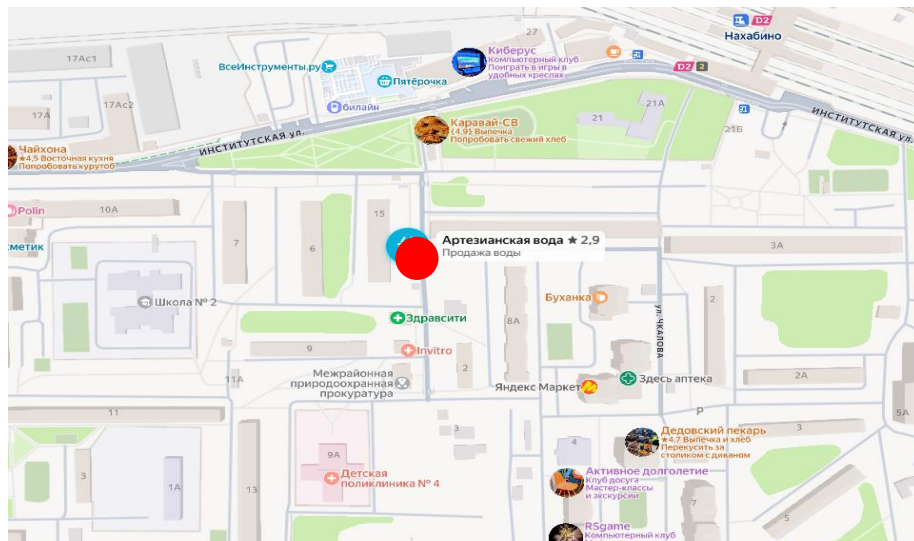 D2
Нахабино
27
17Ас1
Киберус
Компьютерный клуб
Поиграть в игры в
удобных креслах
ВсеИнструменты.ру
D2 2
Пятёрочка
17Ас2
билайн
17А
21А
21
ИНСТИТУТСКАЯ ул.
Каравай-СВ
(4,9) Выпечка
Попробовать свежий хлеб
21Б
ИНСТИТУТСКАЯ ул.
Чайхона
★4,5 Восточная кухня
Попробовать курутоб
Polin
10А
15
7
6
Артезианская вода ★ 2,9
Продажа воды
3А
сметик
Школа № 2
Буханка
2
Здравсити
8А
ул. ЧКАЛОВА
9
Invitro
2
11А
Межрайонная
природоохранная
прокуратура
Яндекс Маркет
Здесь аптека
2А
11
P
5А
3
4
Дедовский пекарь
★4,7 Выпечка и хлеб
Перекусить за
столиком с диваном
3
9А
Детская
поликлиника № 4
3
1А
13
Активное долголетие
Клуб досуга
Мастер-классы
и экскурсии
7
5
RSgame
Компьютерный клуб